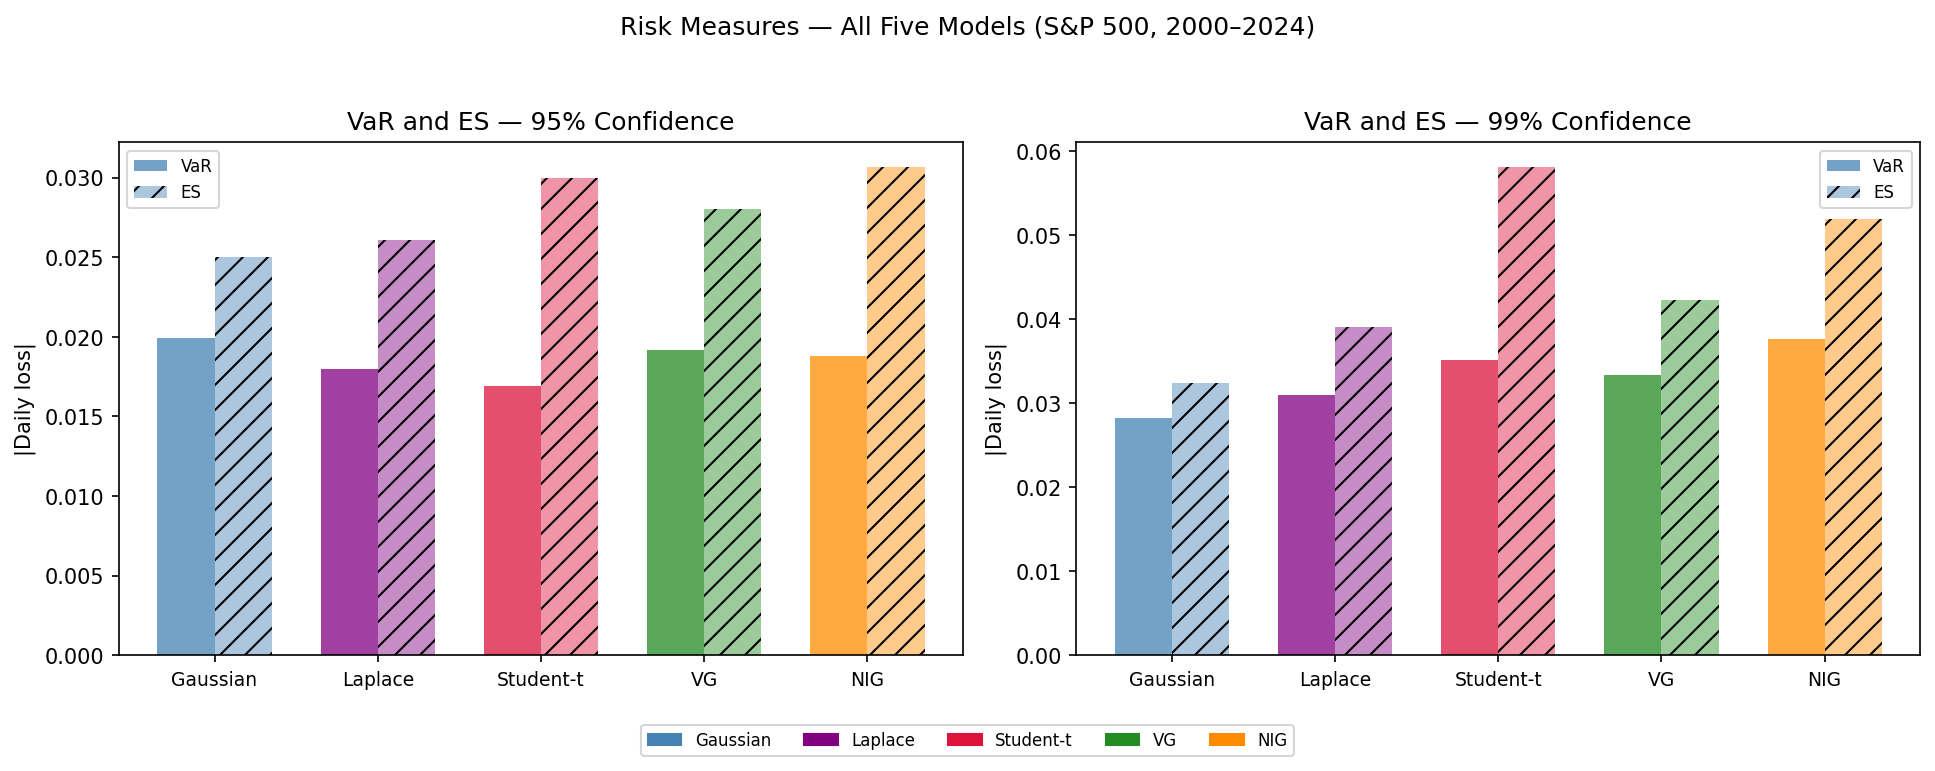 Risk Measures — All Five Models (S&P 500, 2000–2024)
VaR and ES — 95% Confidence
VaR
ES
|Daily loss|
0.030
0.025
0.020
0.015
0.010
0.005
0.000
Gaussian Laplace Student-t VG NIG
VaR and ES — 99% Confidence
VaR
ES
|Daily loss|
0.06
0.05
0.04
0.03
0.02
0.01
0.00
Gaussian Laplace Student-t VG NIG
Gaussian Laplace Student-t VG NIG